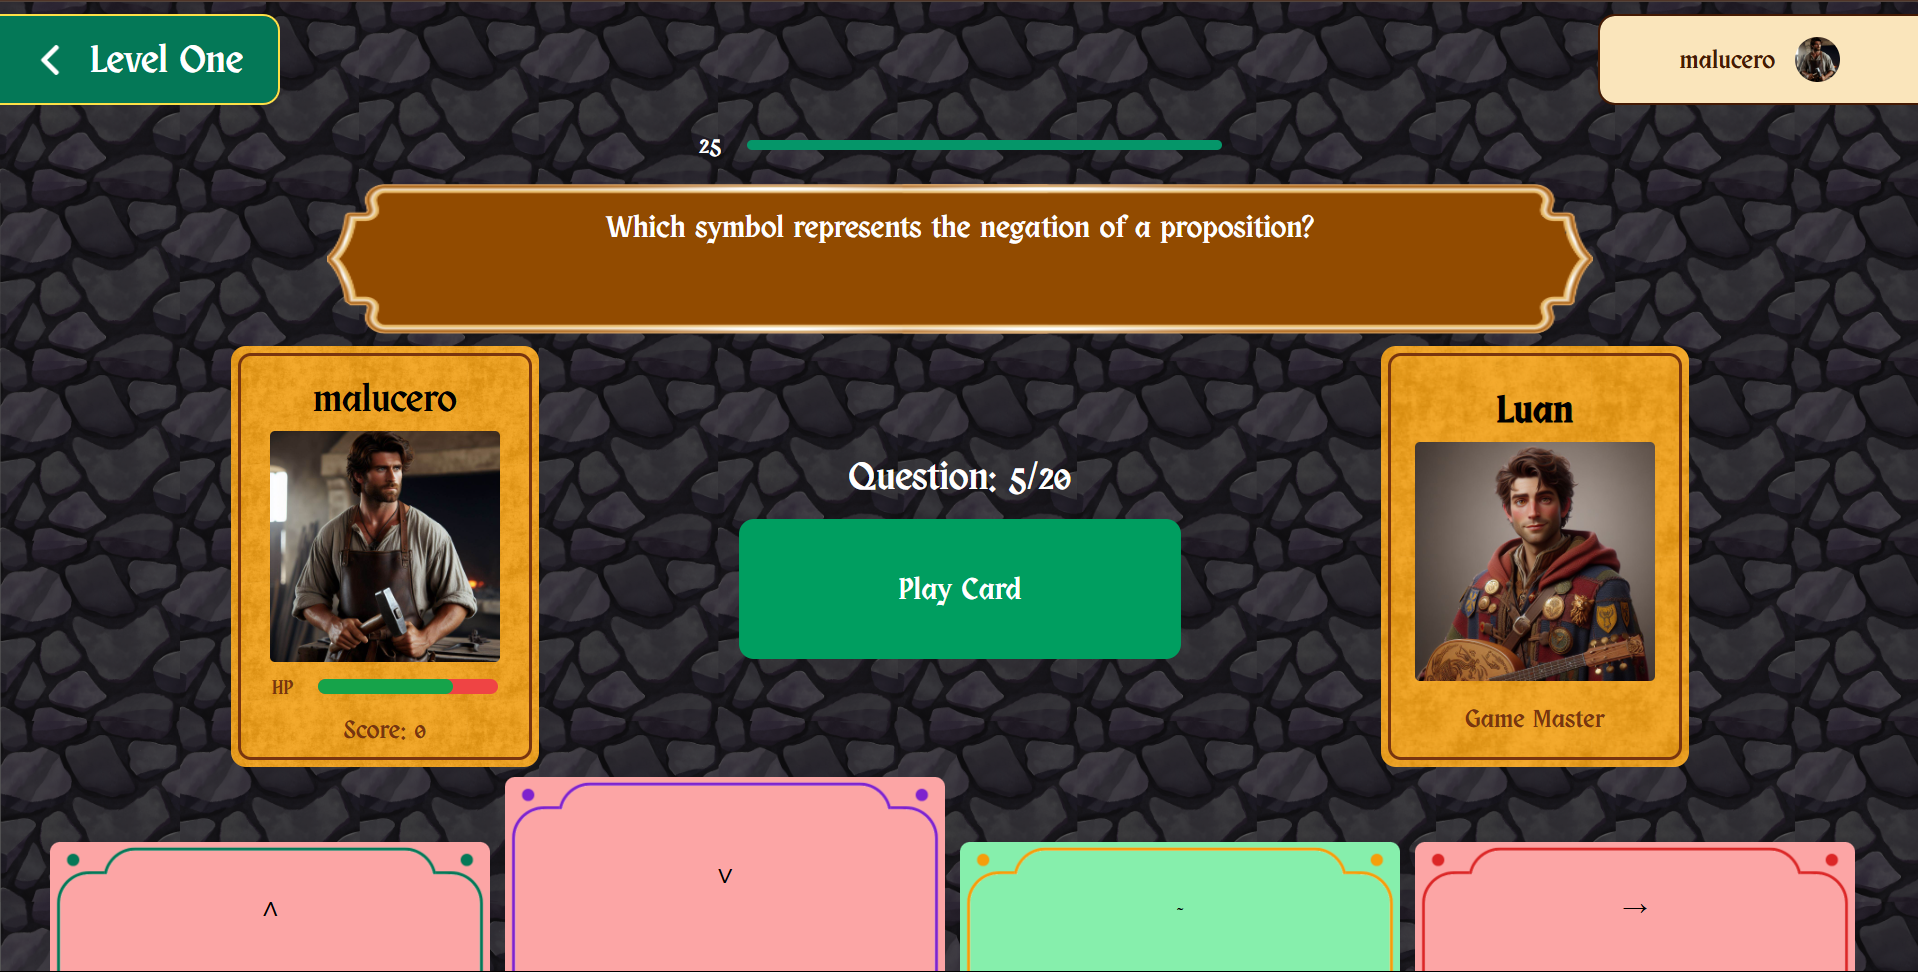 Level One
malucero
25
Which symbol represents the negation of a proposition?
malucero
Luan
Question: 5/20
Play Card
HP
Score: 0
Game Master
∧
∨
~
→